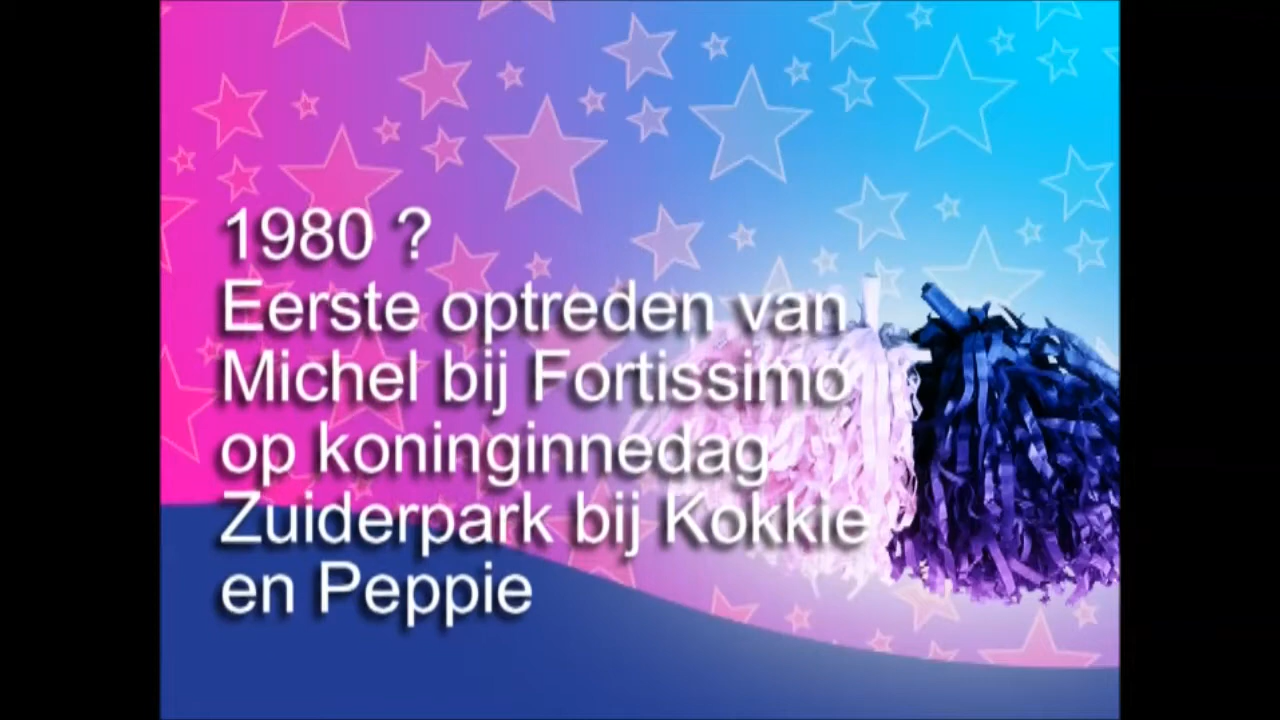 1980 ?
Eerste optreden van
Michel bij Fortissimo
op koninginnedag
Zuiderpark bij Kokkie
en Peppie